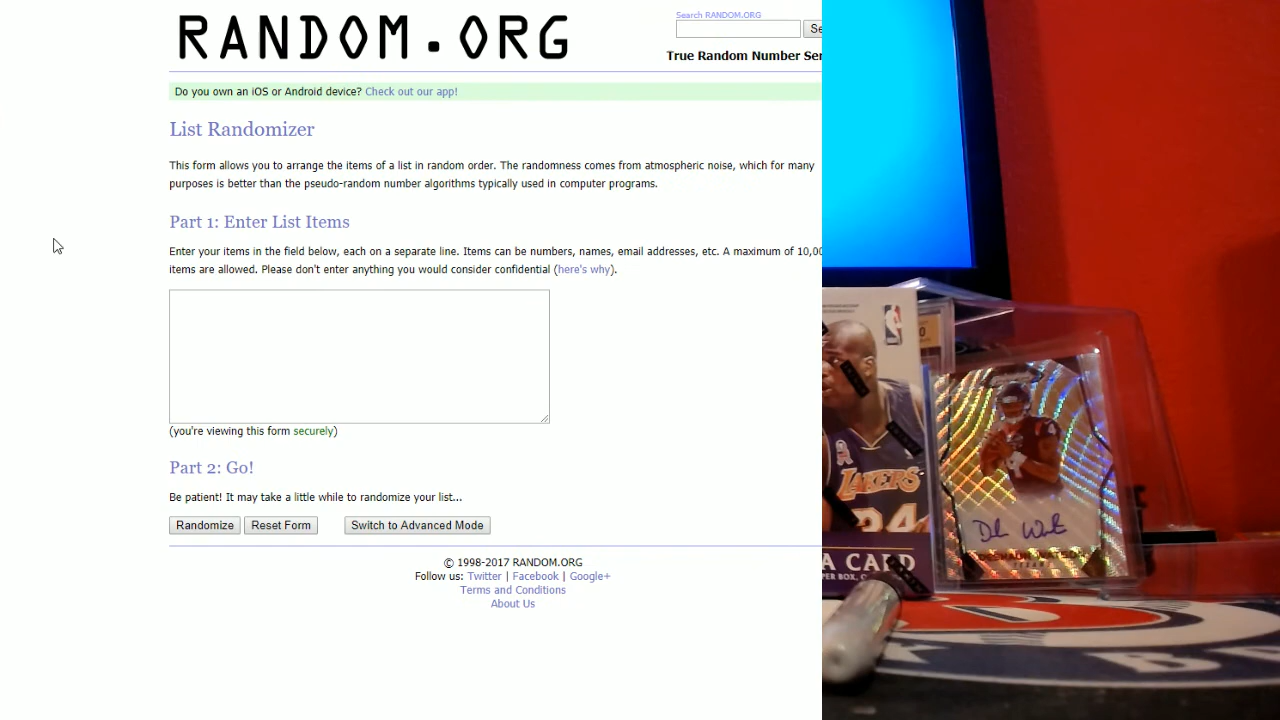 RANDOM.ORG
Search RANDOM.ORG
True Random Number Ser
Do you own an iOS or Android device? Check out our app!
List Randomizer
This form allows you to arrange the items of a list in random order. The randomness comes from atmospheric noise, which for many
purposes is better than the pseudo-random number algorithms typically used in computer programs.
Part 1: Enter List Items
Enter your items in the field below, each on a separate line. Items can be numbers, names, email addresses, etc. A maximum of 10,00
items are allowed. Please don't enter anything you would consider confidential (here's why).
(you're viewing this form securely)
Part 2: Go!
Be patient! It may take a little while to randomize your list...
Randomize Reset Form Switch to Advanced Mode
© 1998-2017 RANDOM.ORG
Follow us: Twitter | Facebook | Google+
Terms and Conditions
About Us
LAKERS
34
A CARD
PER BOX,
DESHAUN WATSON